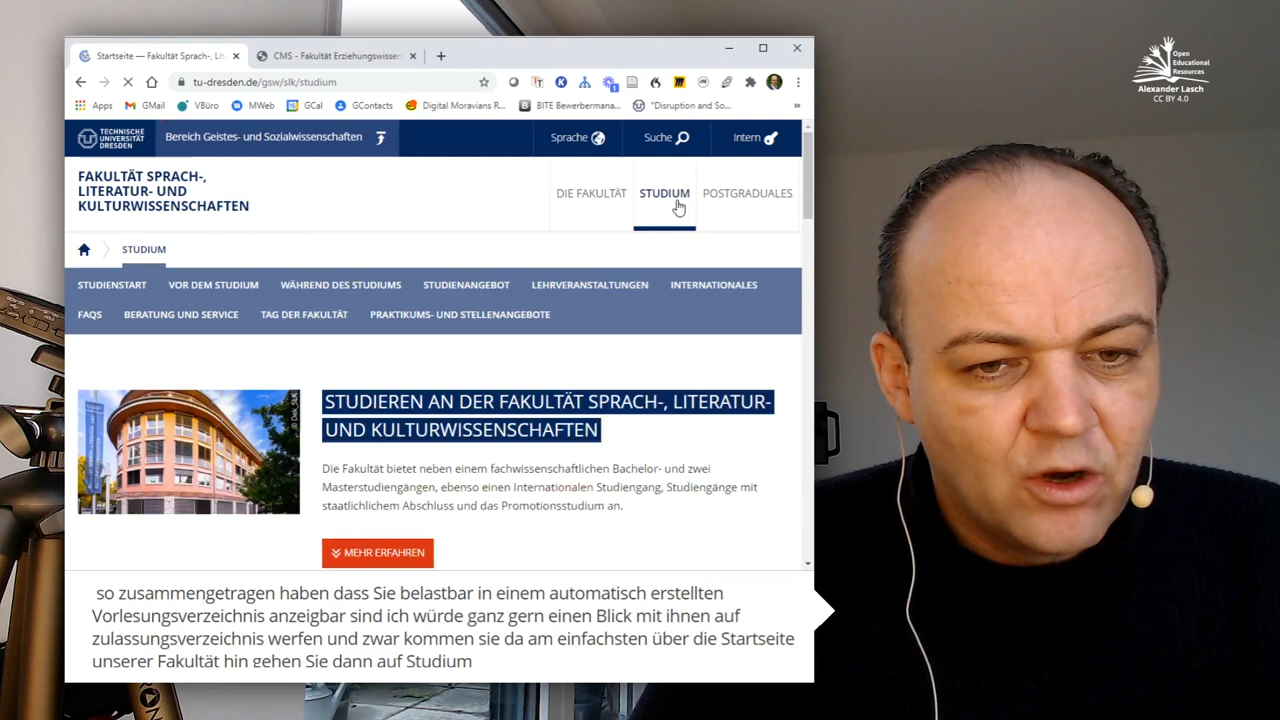 Startseite — Fakultät Sprach-, Lit
CMS - Fakultät Erziehungswissen
tu-dresden.de/gsw/slk/studium
Apps
GMail
VBüro
MWeb
GCal
GContacts
Digital Moravians R...
BITE Bewerbermana...
"Disruption and So...
TECHNISCHE
UNIVERSITÄT
DRESDEN
Bereich Geistes- und Sozialwissenschaften
Sprache
Suche
Intern
FAKULTÄT SPRACH-,
LITERATUR- UND
KULTURWISSENSCHAFTEN
DIE FAKULTÄT
STUDIUM
POSTGRADUALES
STUDIUM
STUDIENSTART
VOR DEM STUDIUM
WÄHREND DES STUDIUMS
STUDIENANGEBOT
LEHRVERANSTALTUNGEN
INTERNATIONALES
FAQS
BERATUNG UND SERVICE
TAG DER FAKULTÄT
PRAKTIKUMS- UND STELLENANGEBOTE
© Dek. SLK
STUDIEREN AN DER FAKULTÄT SPRACH-, LITERATUR-
UND KULTURWISSENSCHAFTEN
Die Fakultät bietet neben einem fachwissenschaftlichen Bachelor- und zwei
Masterstudiengängen, ebenso einen Internationalen Studiengang, Studiengänge mit
staatlichlichem Abschluss und das Promotionsstudium an.
MEHR ERFAHREN
so zusammengetragen haben dass Sie belastbar in einem automatisch erstellten
Vorlesungsverzeichnis anzeigbar sind ich würde ganz gern einen Blick mit ihnen auf
zulassungsverzeichnis werfen und zwar kommen sie da am einfachsten über die Startseite
unserer Fakultät hin gehen Sie dann auf Studium
Open
Educational
Resources
Alexander Lasch
CC BY 4.0